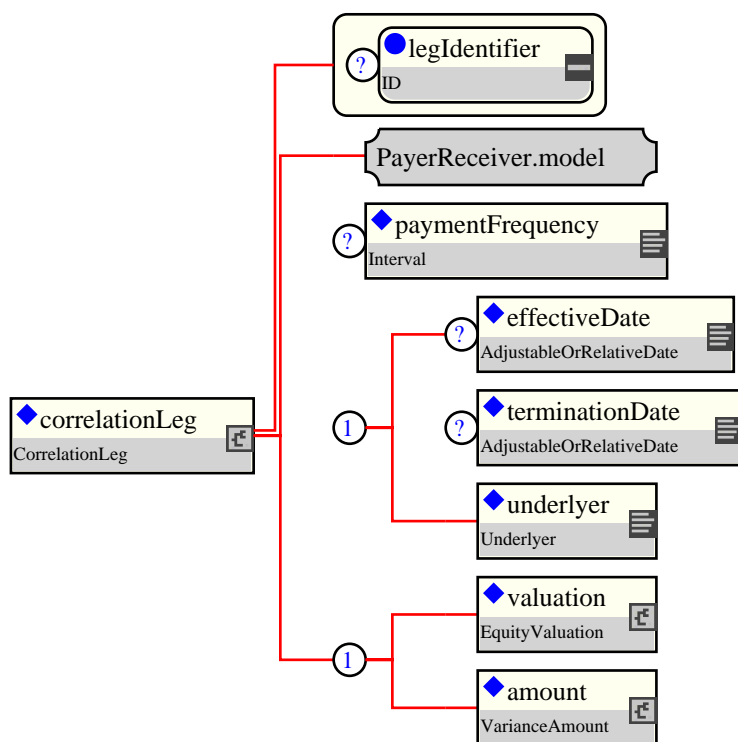 ?
legIdentifier
ID
PayerReceiver.model
?
paymentFrequency
Interval
?
effectiveDate
AdjustableOrRelativeDate
correlationLeg
CorrelationLeg
1
?
terminationDate
AdjustableOrRelativeDate
underlyer
Underlyer
valuation
EquityValuation
1
amount
VarianceAmount